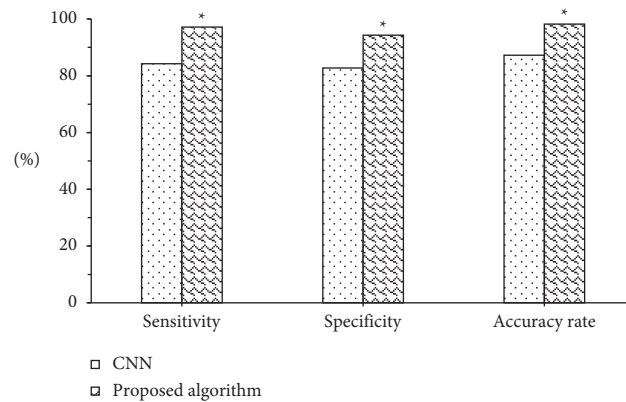 100
80
60
40
20
0
(%)
* * *
Sensitivity Specificity Accuracy rate
CNN
Proposed algorithm